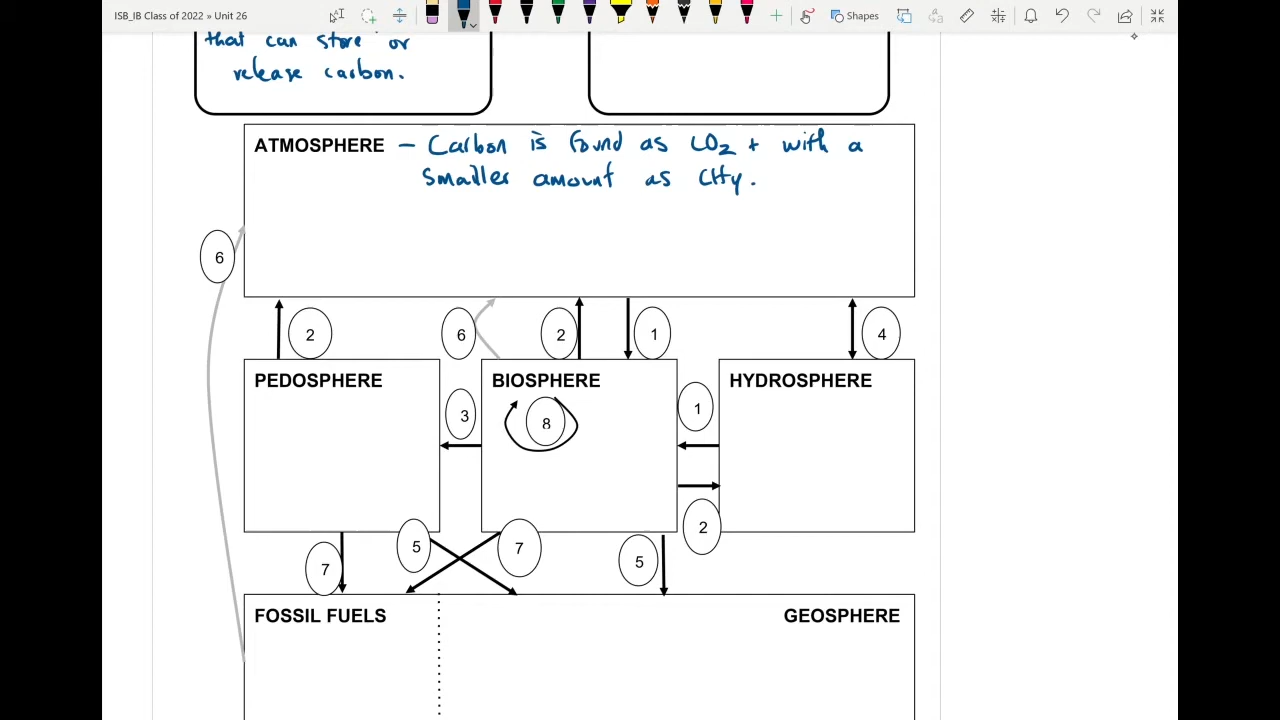 ISB_IB Class of 2022 » Unit 26
Shapes
that can store or
release carbon.
ATMOSPHERE – Carbon is found as CO2 + with a
smaller amount as CH4.
6
2
6
2
1
4
PEDOSPHERE
BIOSPHERE
HYDROSPHERE
3
8
1
2
7
5
7
5
FOSSIL FUELS
GEOSPHERE